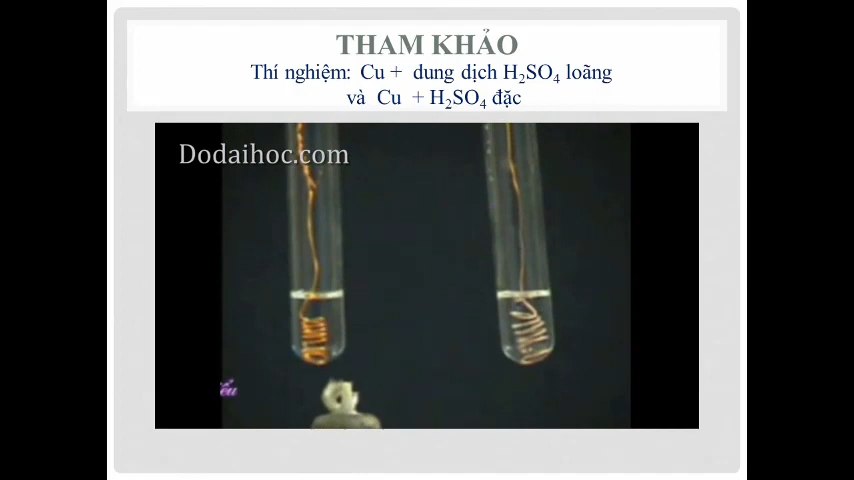 THAM KHẢO
Thí nghiệm: Cu + dung dịch H₂SO₄ loãng
và Cu + H₂SO₄ đặc
Dodaihoc.com